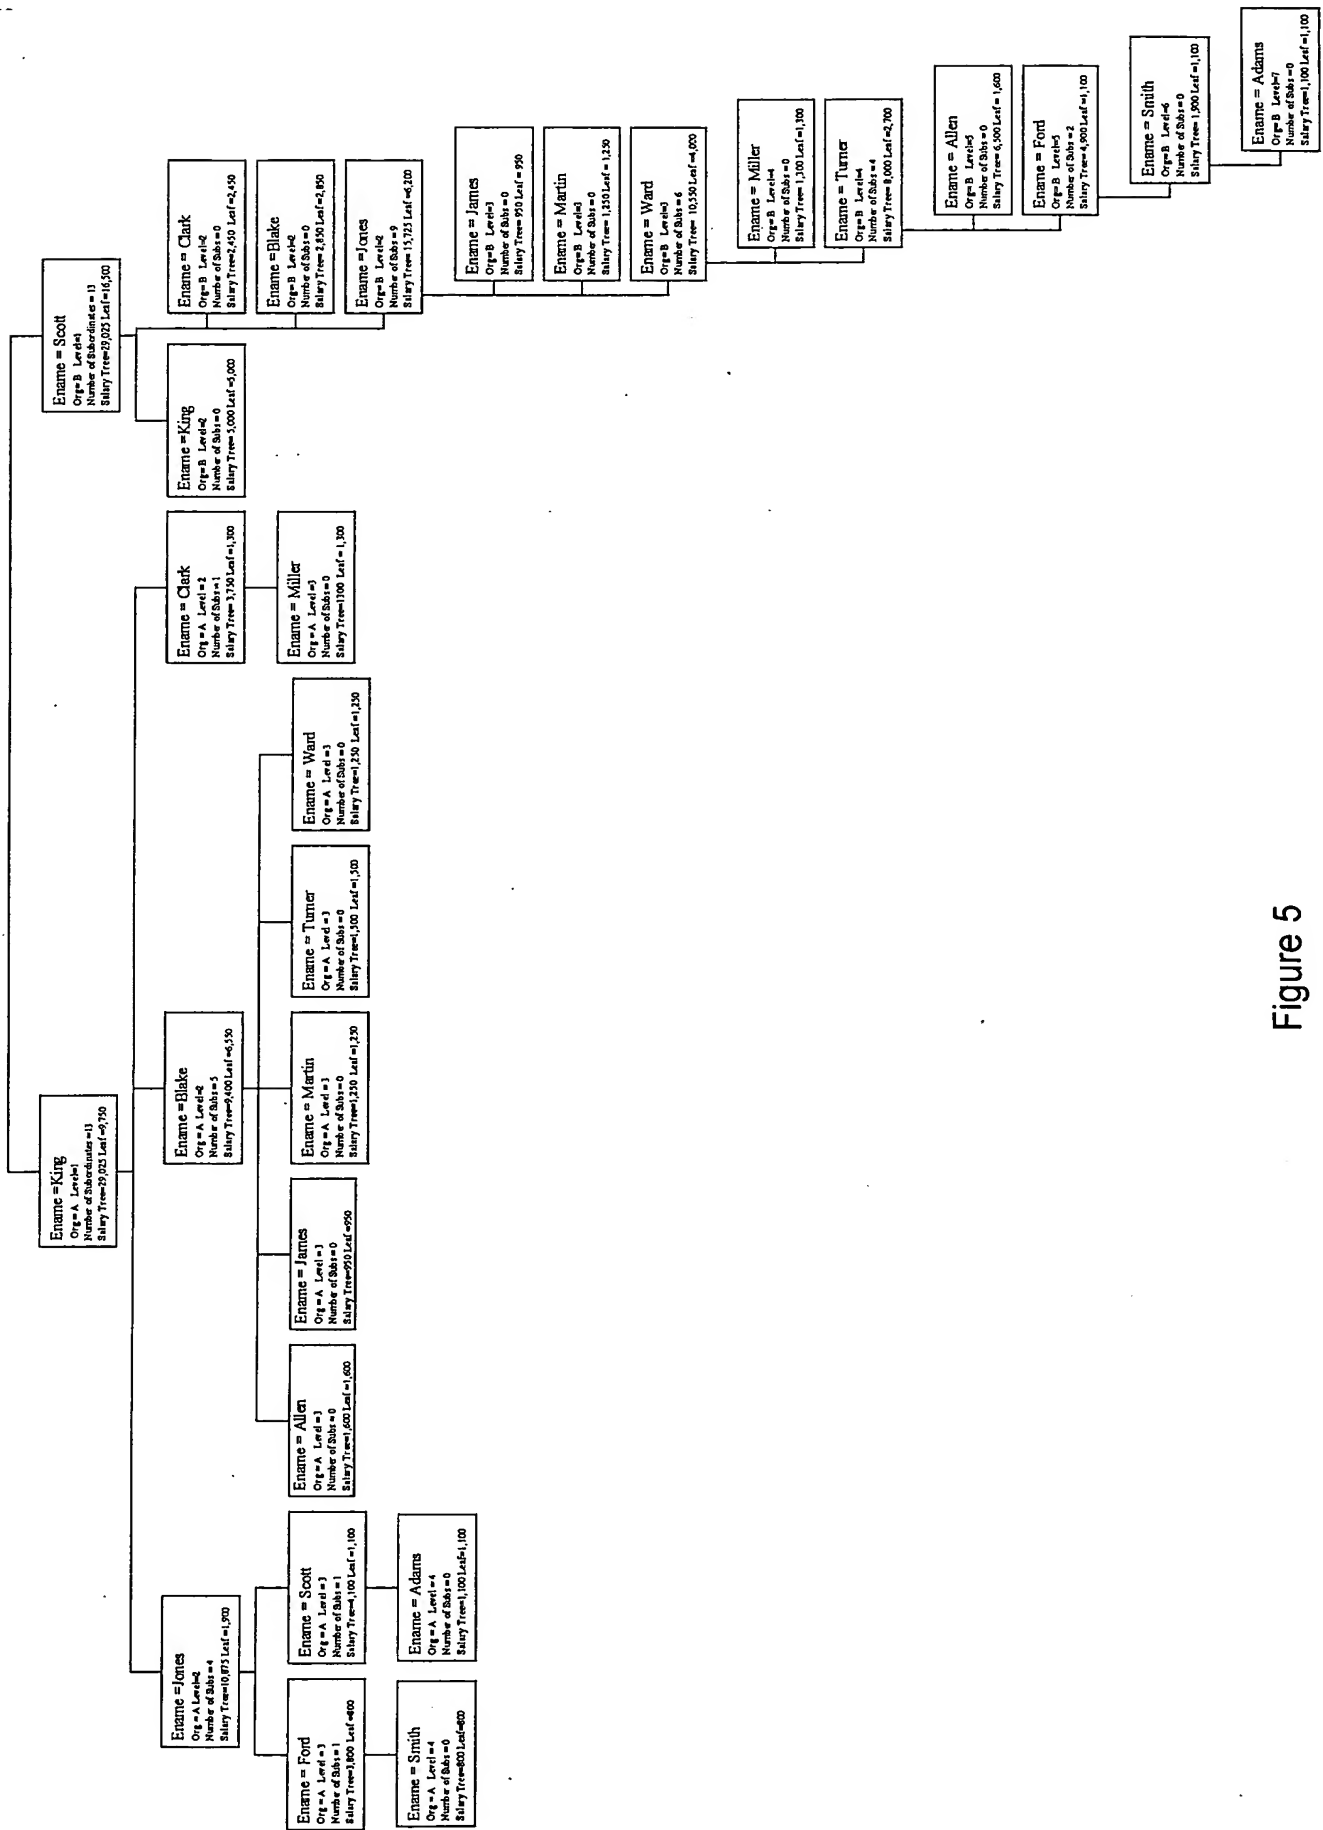 Ename =King
Org = A Level=1
Number of Subordinates =13
Salary Tree=29,025 Leaf =9,750
Ename = Scott
Org=B Level=1
Number of Subordinates = 13
Salary Tree=29,025 Leaf =16,500
Ename =Jones
Org = A Level=2
Number of Subs =4
Salary Tree=10,875 Leaf =1,900
Ename =Blake
Org = A Level=2
Number of Subs = 5
Salary Tree=9,400 Leaf =6,550
Ename = Clark
Org = A Level = 2
Number of Subs = 1
Salary Tree= 3,750 Leaf =1,300
Ename =King
Org=B Level=2
Number of Subs =0
Salary Tree= 5,000 Leaf =5,000
Ename = Clark
Org=B Level=2
Number of Subs =0
Salary Tree=2,450 Leaf =2,450
Ename =Blake
Org=B Level=2
Number of Subs =0
Salary Tree= 2,850 Leaf =2,850
Ename =Jones
Org=B Level=2
Number of Subs =9
Salary Tree= 15,725 Leaf =6,200
Ename = Ford
Org = A Level = 3
Number of Subs = 1
Salary Tree=3,800 Leaf =800
Ename = Scott
Org = A Level = 3
Number of Subs = 1
Salary Tree=4,100 Leaf =1,100
Ename = Allen
Org = A Level = 3
Number of Subs =0
Salary Tree=1,600 Leaf =1,600
Ename = James
Org = A Level = 3
Number of Subs =0
Salary Tree=950 Leaf =950
Ename = Martin
Org = A Level = 3
Number of Subs =0
Salary Tree=1,250 Leaf =1,250
Ename = Turner
Org = A Level = 3
Number of Subs =0
Salary Tree=1,500 Leaf =1,500
Ename = Ward
Org = A Level = 3
Number of Subs =0
Salary Tree=1,250 Leaf =1,250
Ename = Miller
Org = A Level = 3
Number of Subs =0
Salary Tree=1300 Leaf = 1,300
Ename = Smith
Org = A Level = 4
Number of Subs =0
Salary Tree=800 Leaf=800
Ename = Adams
Org = A Level = 4
Number of Subs =0
Salary Tree=1,100 Leaf=1,100
Ename = James
Org=B Level=3
Number of Subs =0
Salary Tree= 950 Leaf = 950
Ename = Martin
Org=B Level=3
Number of Subs =0
Salary Tree= 1,250 Leaf = 1,250
Ename = Ward
Org=B Level=3
Number of Subs = 6
Salary Tree= 10,550 Leaf =4,000
Ename = Miller
Org=B Level=4
Number of Subs =0
Salary Tree= 1,300 Leaf =1,300
Ename = Turner
Org=B Level=4
Number of Subs =4
Salary Tree= 8,000 Leaf =2,700
Ename = Allen
Org=B Level=5
Number of Subs =0
Salary Tree= 6,500 Leaf = 1,600
Ename = Ford
Org=B Level=5
Number of Subs = 2
Salary Tree= 4,900 Leaf =1,100
Ename = Smith
Org=B Level=6
Number of Subs =0
Salary Tree= 1,900 Leaf =1,100
Ename = Adams
Org=B Level=7
Number of Subs =0
Salary Tree=1,100 Leaf =1,100
Figure 5